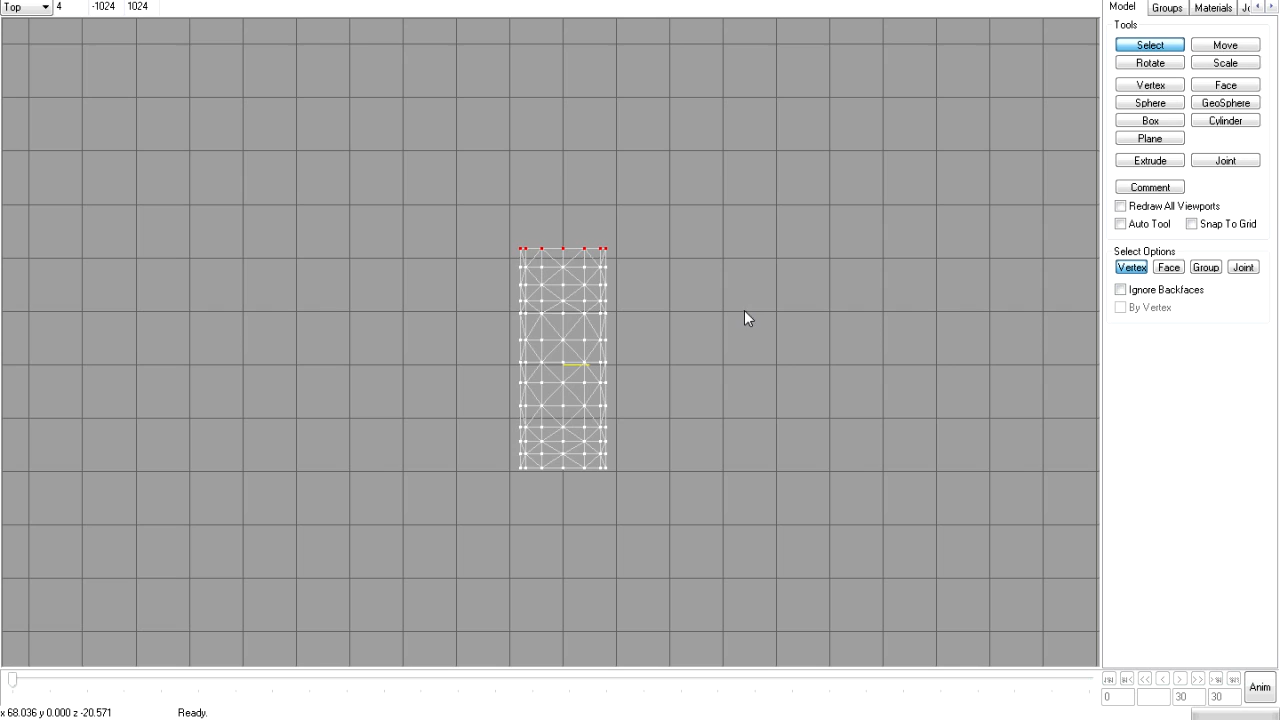 Top 4 -1024 1024
Model Groups Materials
Tools
Select Move
Rotate Scale
Vertex Face
Sphere GeoSphere
Box Cylinder
Plane
Extrude Joint
Comment
Redraw All Viewports
Auto Tool Snap To Grid
Select Options
Vertex Face Group Joint
Ignore Backfaces
By Vertex
0 30 30 Anim
x 68.036 y 0.000 z -20.571 Ready.